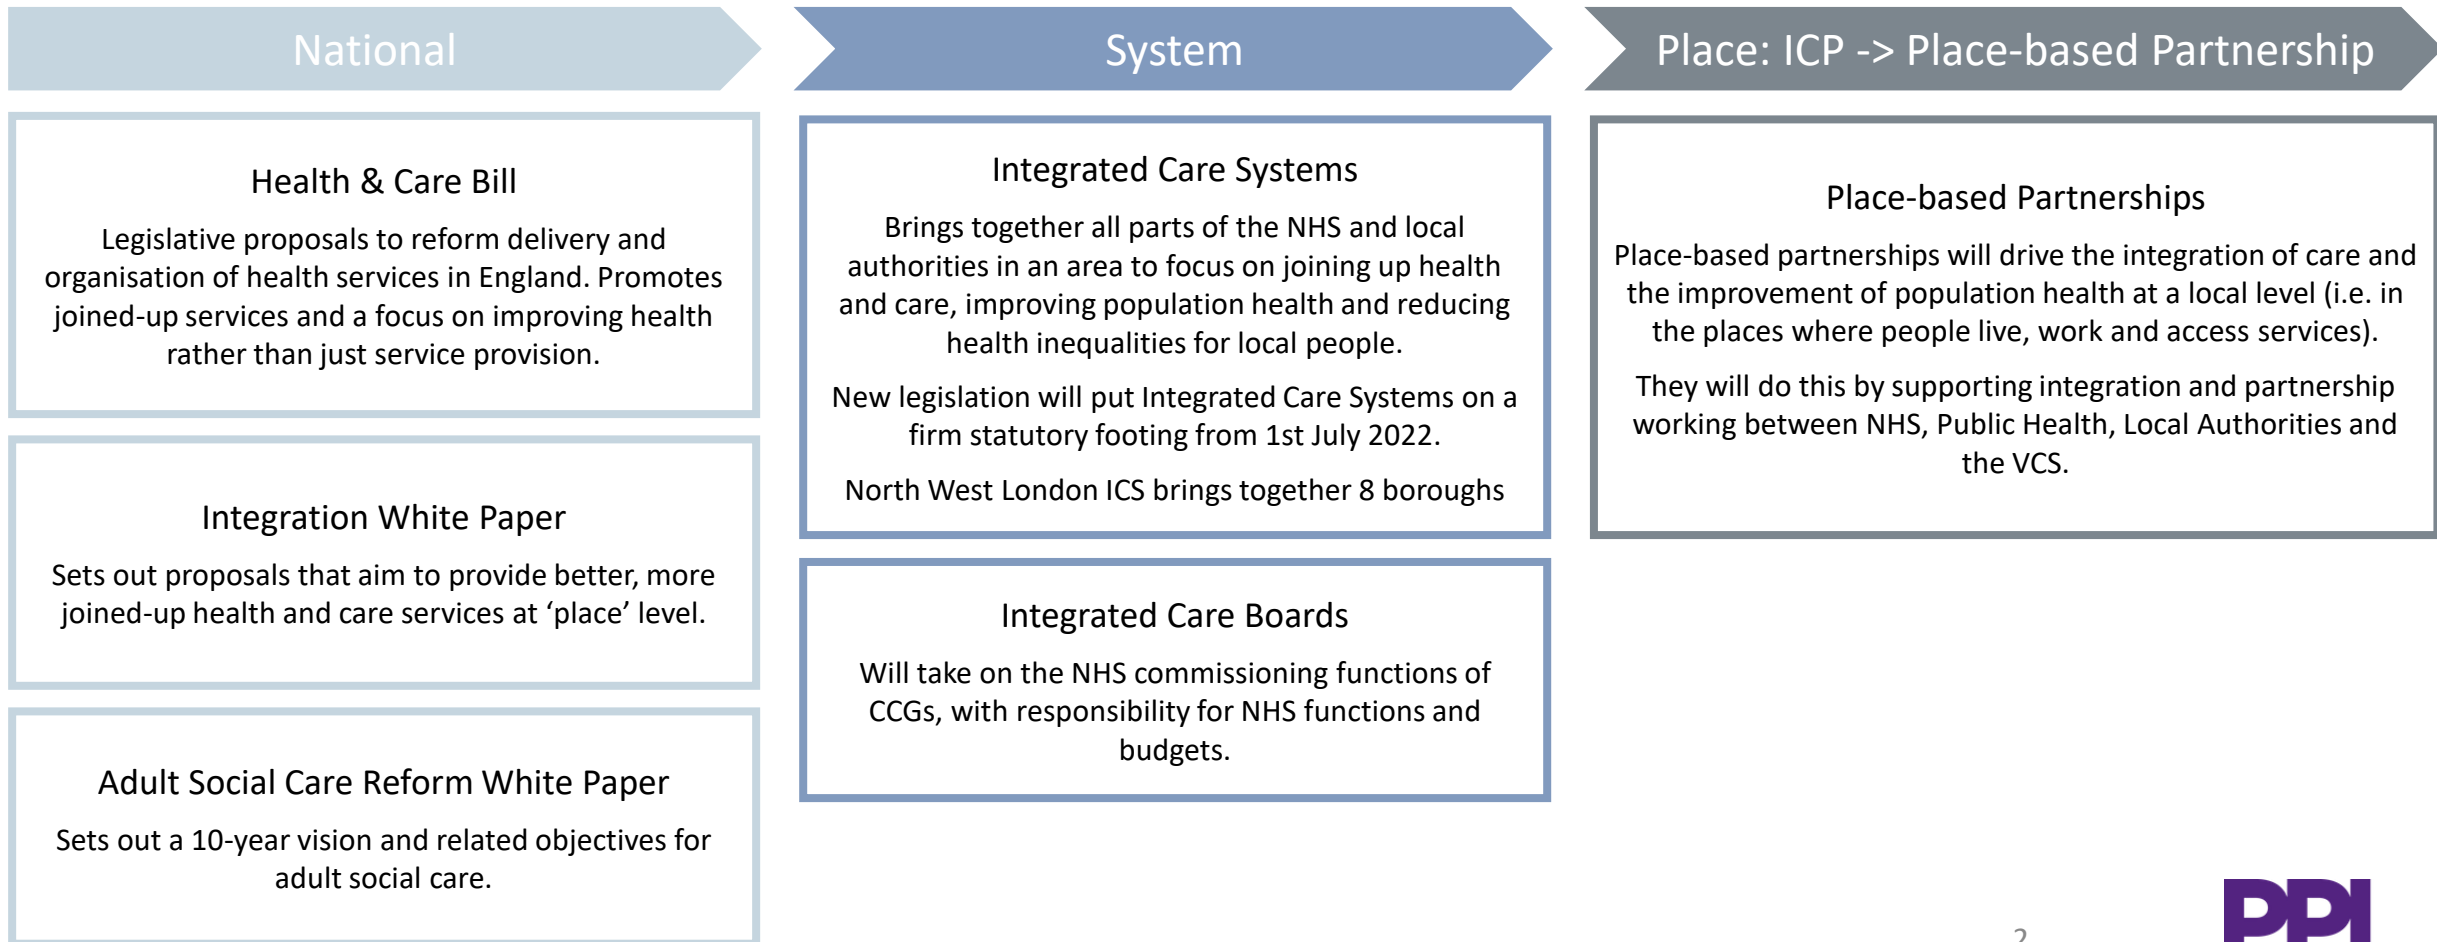 National
Health & Care Bill
Legislative proposals to reform delivery and
organisation of health services in England. Promotes
joined-up services and a focus on improving health
rather than just service provision.
Integration White Paper
Sets out proposals that aim to provide better, more
joined-up health and care services at ‘place’ level.
Adult Social Care Reform White Paper
Sets out a 10-year vision and related objectives for
adult social care.
System
Integrated Care Systems
Brings together all parts of the NHS and local
authorities in an area to focus on joining up health
and care, improving population health and reducing
health inequalities for local people.
New legislation will put Integrated Care Systems on a
firm statutory footing from 1st July 2022.
North West London ICS brings together 8 boroughs
Integrated Care Boards
Will take on the NHS commissioning functions of
CCGs, with responsibility for NHS functions and
budgets.
Place: ICP -> Place-based Partnership
Place-based Partnerships
Place-based partnerships will drive the integration of care and
the improvement of population health at a local level (i.e. in
the places where people live, work and access services).
They will do this by supporting integration and partnership
working between NHS, Public Health, Local Authorities and
the VCS.
2
PPI